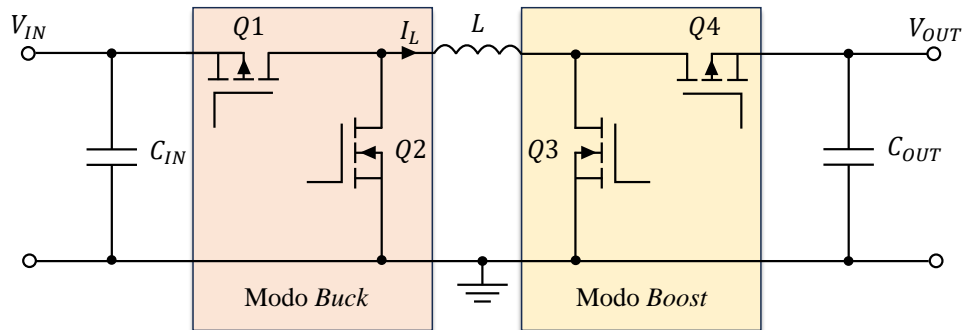 V_IN
Q1
I_L
L
Q4
V_OUT
C_IN
Q2
Q3
C_OUT
Modo Buck
Modo Boost